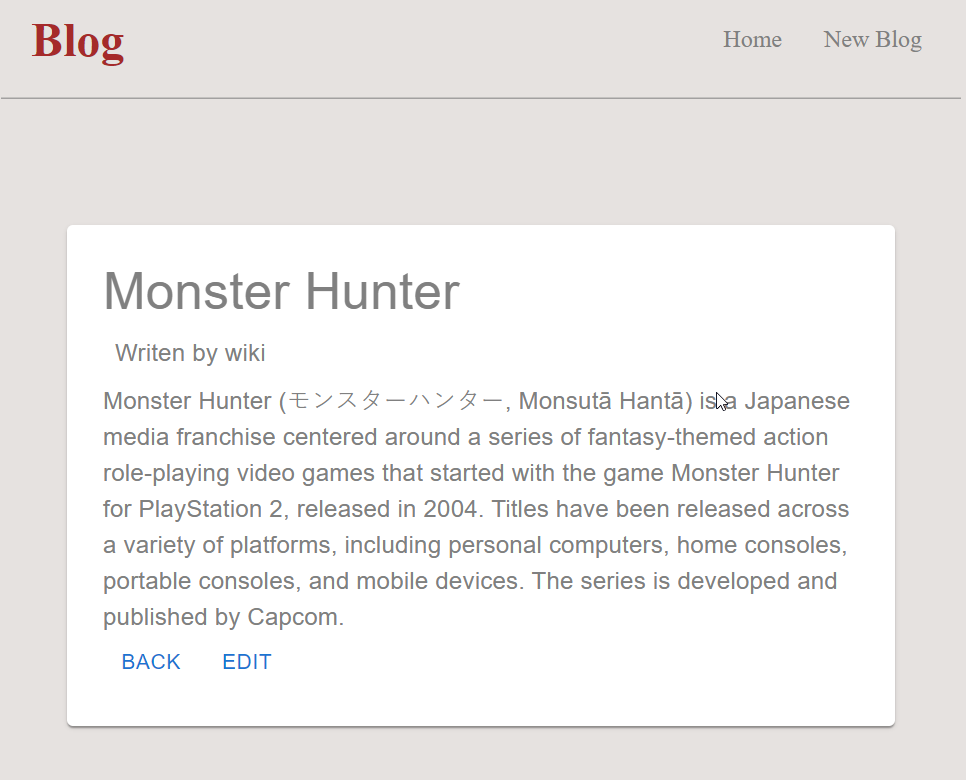 Blog
Home
New Blog
Monster Hunter
Writen by wiki
Monster Hunter (モンスターハンター, Monsutā Hantā) is a Japanese
media franchise centered around a series of fantasy-themed action
role-playing video games that started with the game Monster Hunter
for PlayStation 2, released in 2004. Titles have been released across
a variety of platforms, including personal computers, home consoles,
portable consoles, and mobile devices. The series is developed and
published by Capcom.
BACK
EDIT